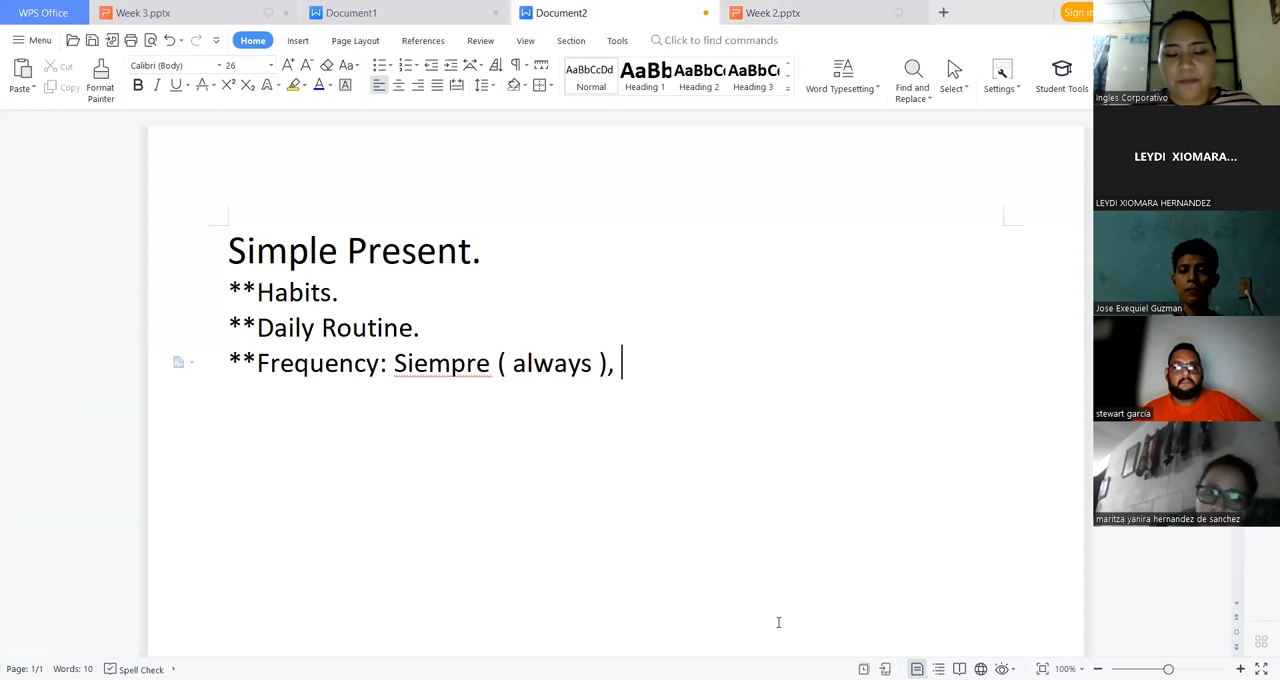 WPS Office
Week 3.pptx
Document1
Document2
Week 2.pptx
Sign in
Menu
Home
Insert
Page Layout
References
Review
View
Section
Tools
Click to find commands
Paste
Cut
Copy
Format Painter
Calibri (Body)
26
AaBbCcDd
Normal
AaBb
Heading 1
AaBbCc
Heading 2
AaBbCc
Heading 3
Word Typesetting
Find and Replace
Select
Settings
Student Tools
Simple Present.
**Habits.
**Daily Routine.
**Frequency: Siempre ( always ),
Ingles Corporativo
LEYDI XIOMARA...
LEYDI XIOMARA HERNANDEZ
Jose Exequiel Guzman
stewart garcía
maritza yanira hernandez de sanchez
Page: 1/1
Words: 10
Spell Check
100%